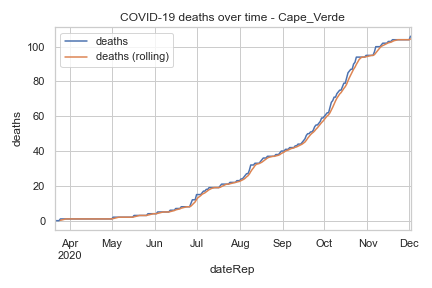 COVID-19 deaths over time - Cape_Verde
deaths
deaths (rolling)
100
80
60
40
20
0
deaths
Apr May Jun Jul Aug Sep Oct Nov Dec
2020
dateRep